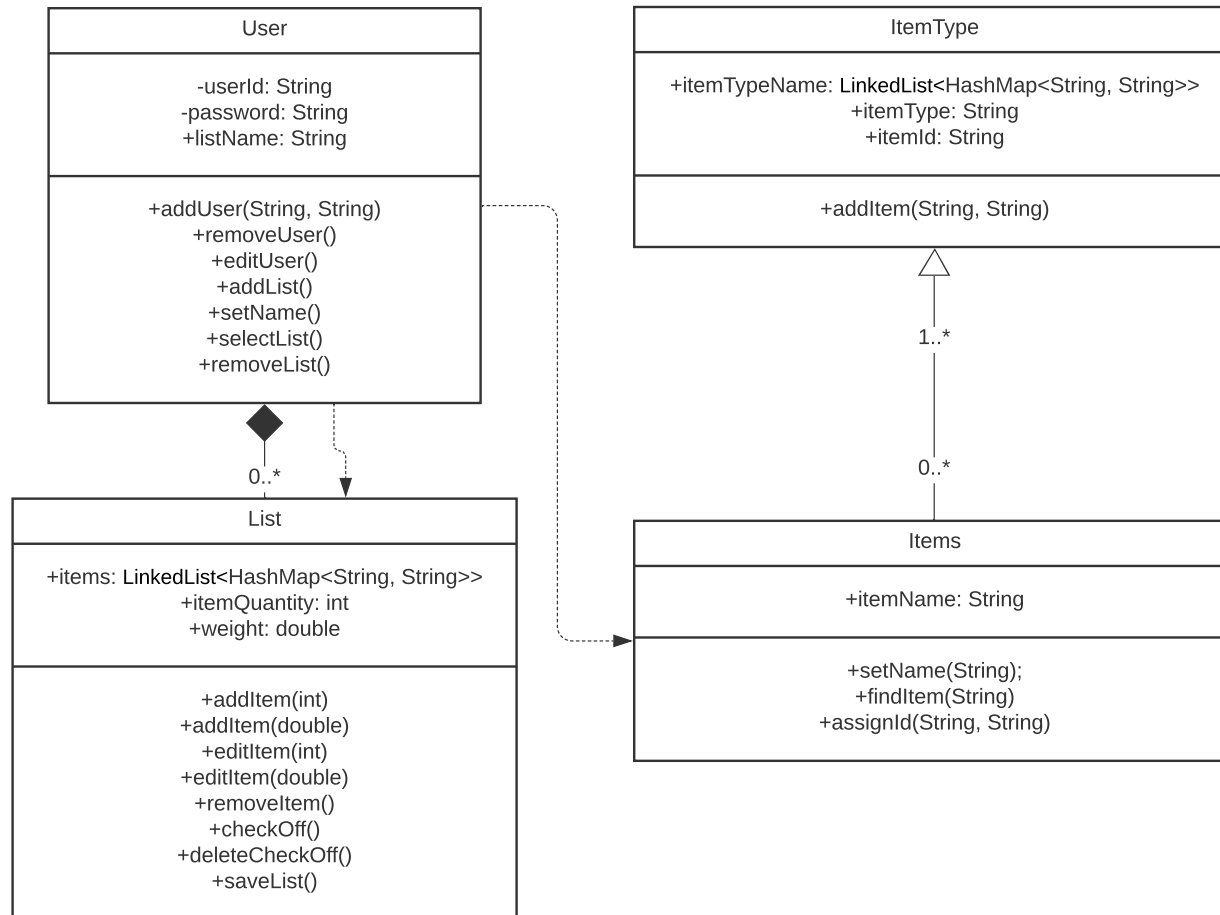 User
-userId: String
-password: String
+listName: String
+addUser(String, String)
+removeUser()
+editUser()
+addList()
+setName()
+selectList()
+removeList()
0..*
List
+items: LinkedList<HashMap<String, String>>
+itemQuantity: int
+weight: double
+addItem(int)
+addItem(double)
+editItem(int)
+editItem(double)
+removeItem()
+checkOff()
+deleteCheckOff()
+saveList()
ItemType
+itemTypeName: LinkedList<HashMap<String, String>>
+itemType: String
+itemId: String
+addItem(String, String)
1..*
0..*
Items
+itemName: String
+setName(String);
+findItem(String)
+assignId(String, String)